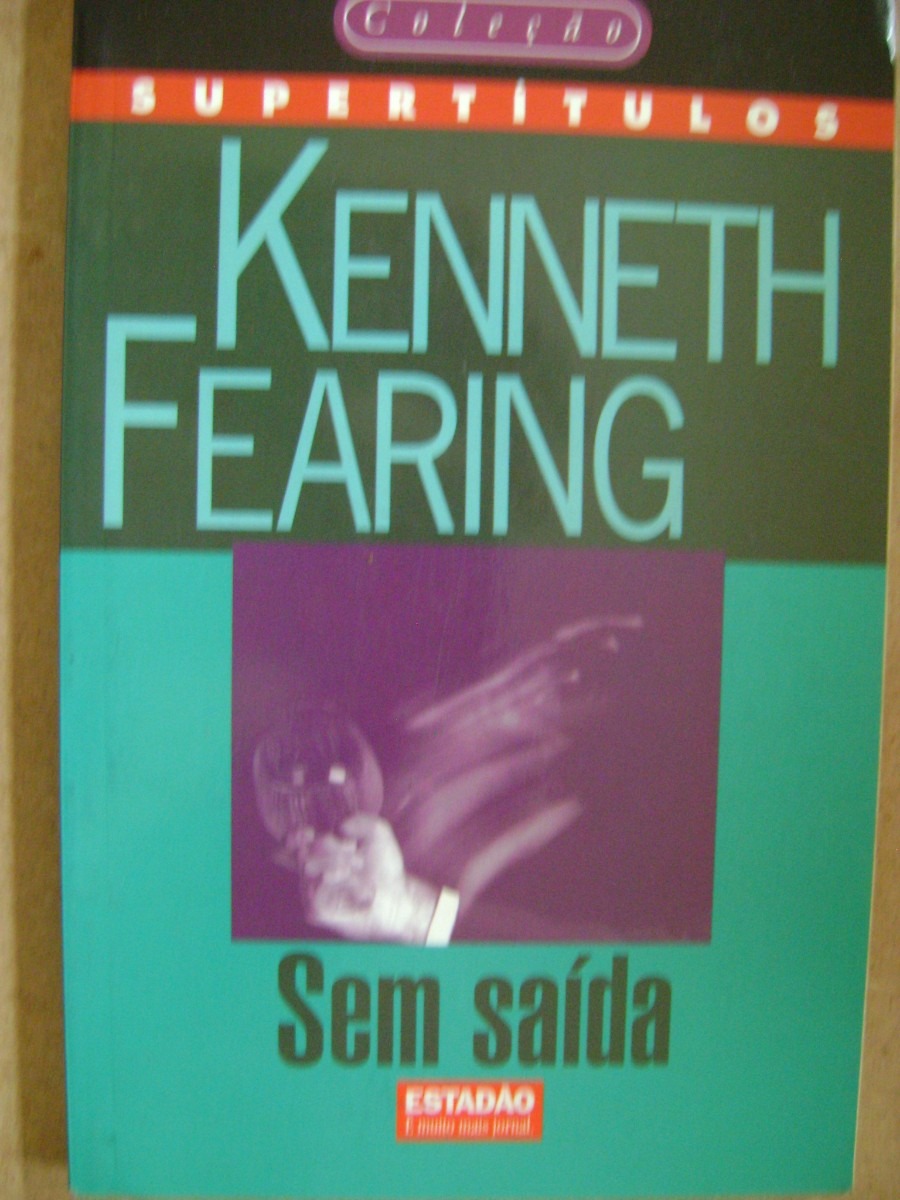 Coleção
SUPERTÍTULOS
KENNETH
FEARING
Sem saída
ESTADÃO
É muito mais jornal.